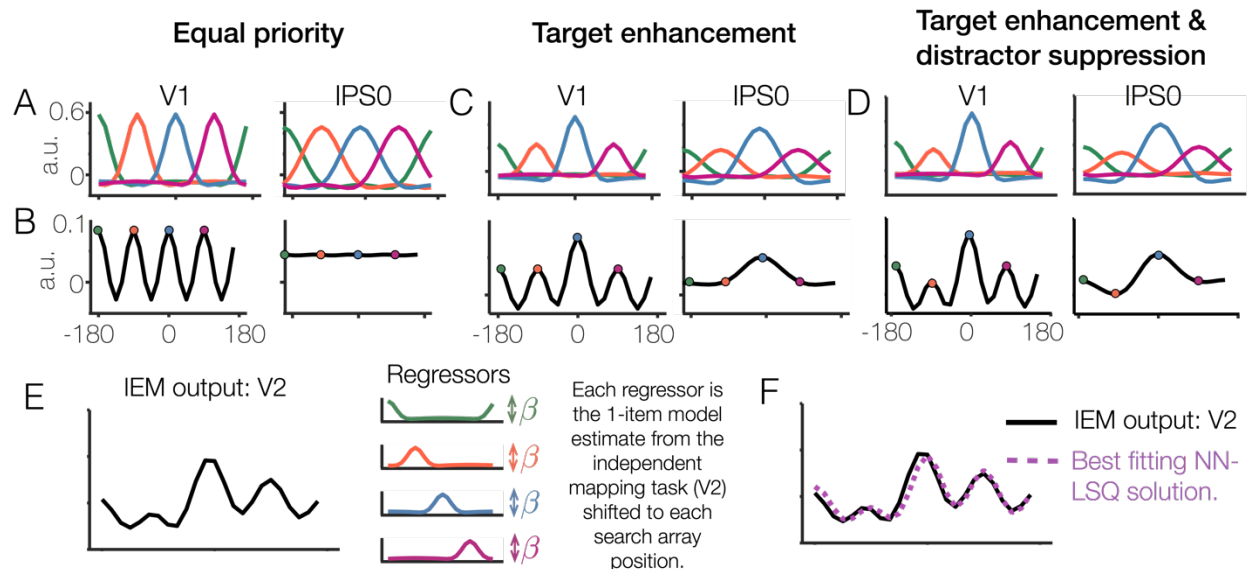 Equal priority
Target enhancement
Target enhancement &
distractor suppression
A
V1
IPS0
C
V1
IPS0
D
V1
IPS0
0.6
a.u.
0
B
0.1
a.u.
0
-180 0 180
-180 0 180
-180 0 180
E
IEM output: V2
Regressors
β
β
β
β
Each regressor is
the 1-item model
estimate from the
independent
mapping task (V2)
shifted to each
search array
position.
F
IEM output: V2
Best fitting NN-
LSQ solution.